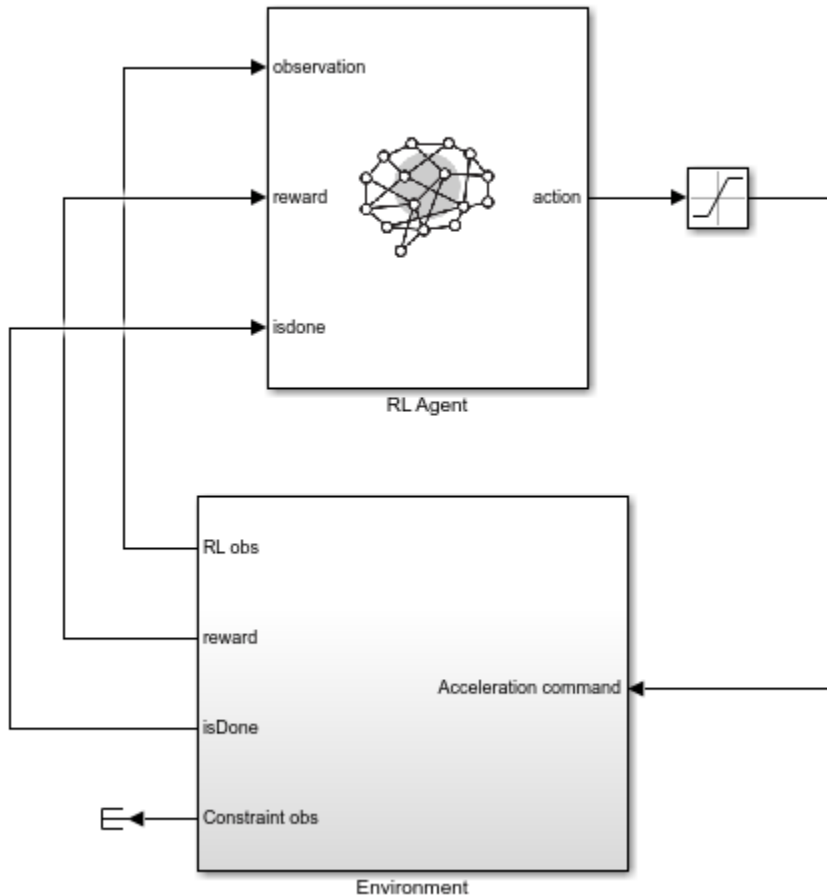 observation
reward
action
isdone
RL Agent
RL obs
reward
Acceleration command
isDone
Constraint obs
Environment